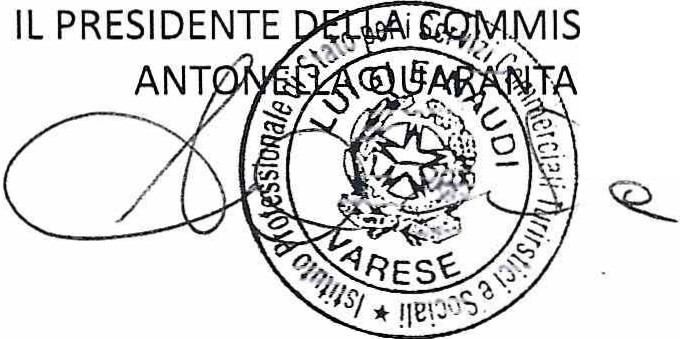 IL PRESIDENTE DELLA COMMIS
ANTONELLA QUARANTA
Istituto Professionale di Stato per i Servizi Commerciali Turistici e Sociali ★
LUIGI EINAUDI
VARESE